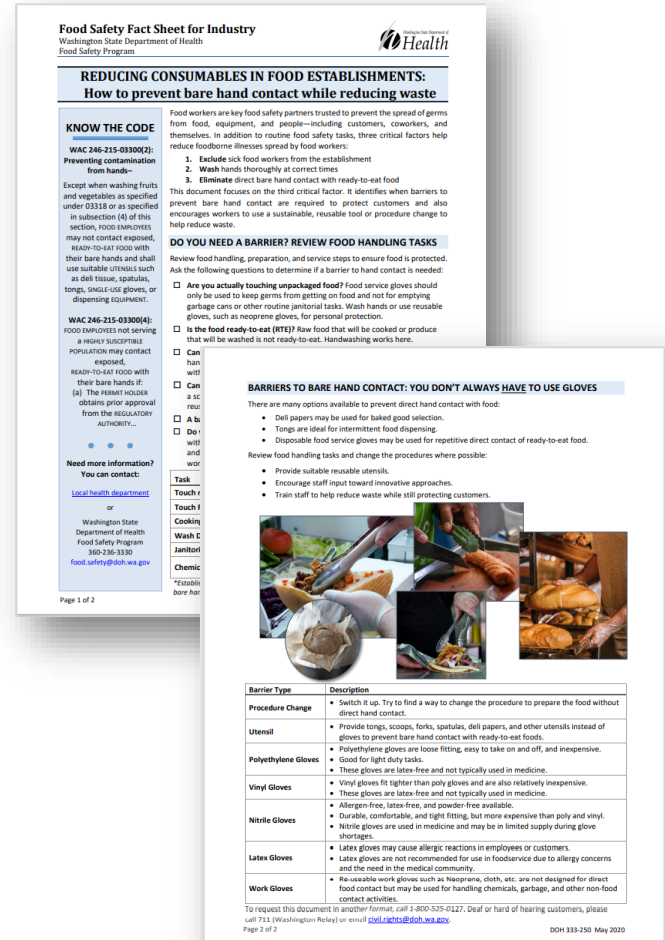 Food Safety Fact Sheet for Industry
Washington State Department of Health
Food Safety Program
Washington State Department of
Health
REDUCING CONSUMABLES IN FOOD ESTABLISHMENTS:
How to prevent bare hand contact while reducing waste
KNOW THE CODE
WAC 246-215-03300(2):
Preventing contamination
from hands–
Except when washing fruits
and vegetables as specified
under 03318 or as specified
in subsection (4) of this
section, FOOD EMPLOYEES
may not contact exposed,
READY-TO-EAT FOOD with
their bare hands and shall
use suitable UTENSILS such
as deli tissue, spatulas,
tongs, SINGLE-USE gloves, or
dispensing EQUIPMENT.
WAC 246-215-03300(4):
FOOD EMPLOYEES not serving
a HIGHLY SUSCEPTIBLE
POPULATION may contact
exposed,
READY-TO-EAT FOOD with
their bare hands if:
(a) The PERMIT HOLDER
obtains prior approval
from the REGULATORY
AUTHORITY...
Need more information?
You can contact:
Local health department
or
Washington State
Department of Health
Food Safety Program
360-236-3330
food.safety@doh.wa.gov
Page 1 of 2
Food workers are key food safety partners trusted to prevent the spread of germs
from food, equipment, and people—including customers, coworkers, and
themselves. In addition to routine food safety tasks, three critical factors help
reduce foodborne illnesses spread by food workers:
1. Exclude sick food workers from the establishment
2. Wash hands thoroughly at correct times
3. Eliminate direct bare hand contact with ready-to-eat food
This document focuses on the third critical factor. It identifies when barriers to
prevent bare hand contact are required to protect customers and also
encourages workers to use a sustainable, reusable tool or procedure change to
help reduce waste.
DO YOU NEED A BARRIER? REVIEW FOOD HANDLING TASKS
Review food handling, preparation, and service steps to ensure food is protected.
Ask the following questions to determine if a barrier to hand contact is needed:
☐ Are you actually touching unpackaged food? Food service gloves should
only be used to keep germs from getting on food and not for emptying
garbage cans or other routine janitorial tasks. Wash hands or use reusable
gloves, such as neoprene gloves, for personal protection.
☐ Is the food ready-to-eat (RTE)? Raw food that will be cooked or produce
that will be washed is not ready-to-eat. Handwashing works here.
☐ Can
han
with
☐ Can
a sc
reus
☐ A ba
☐ Do
with
and
wor
Task
Touch
Touch
Cooking
Wash D
Janitori
Chemic
*Establis
bare han
BARRIERS TO BARE HAND CONTACT: YOU DON'T ALWAYS HAVE TO USE GLOVES
There are many options available to prevent direct hand contact with food:
• Deli papers may be used for baked good selection.
• Tongs are ideal for intermittent food dispensing.
• Disposable food service gloves may be used for repetitive direct contact of ready-to-eat food.
Review food handling tasks and change the procedures where possible:
• Provide suitable reusable utensils.
• Encourage staff input toward innovative approaches.
• Train staff to help reduce waste while still protecting customers.
Barrier Type Description
Procedure Change • Switch it up. Try to find a way to change the procedure to prepare the food without
direct hand contact.
Utensil • Provide tongs, scoops, forks, spatulas, deli papers, and other utensils instead of
gloves to prevent bare hand contact with ready-to-eat foods.
Polyethylene Gloves • Polyethylene gloves are loose fitting, easy to take on and off, and inexpensive.
• Good for light duty tasks.
• These gloves are latex-free and not typically used in medicine.
Vinyl Gloves • Vinyl gloves fit tighter than poly gloves and are also relatively inexpensive.
• These gloves are latex-free and not typically used in medicine.
Nitrile Gloves • Allergen-free, latex-free, and powder-free available.
• Durable, comfortable, and tight fitting, but more expensive than poly and vinyl.
• Nitrile gloves are used in medicine and may be in limited supply during glove
shortages.
Latex Gloves • Latex gloves may cause allergic reactions in employees or customers.
• Latex gloves are not recommended for use in foodservice due to allergy concerns
and the need in the medical community.
Work Gloves • Re-useable work gloves such as Neoprene, cloth, etc. are not designed for direct
food contact but may be used for handling chemicals, garbage, and other non-food
contact activities.
To request this document in another format, call 1-800-525-0127. Deaf or hard of hearing customers, please
call 711 (Washington Relay) or email civil.rights@doh.wa.gov.
Page 2 of 2 DOH 333-250 May 2020